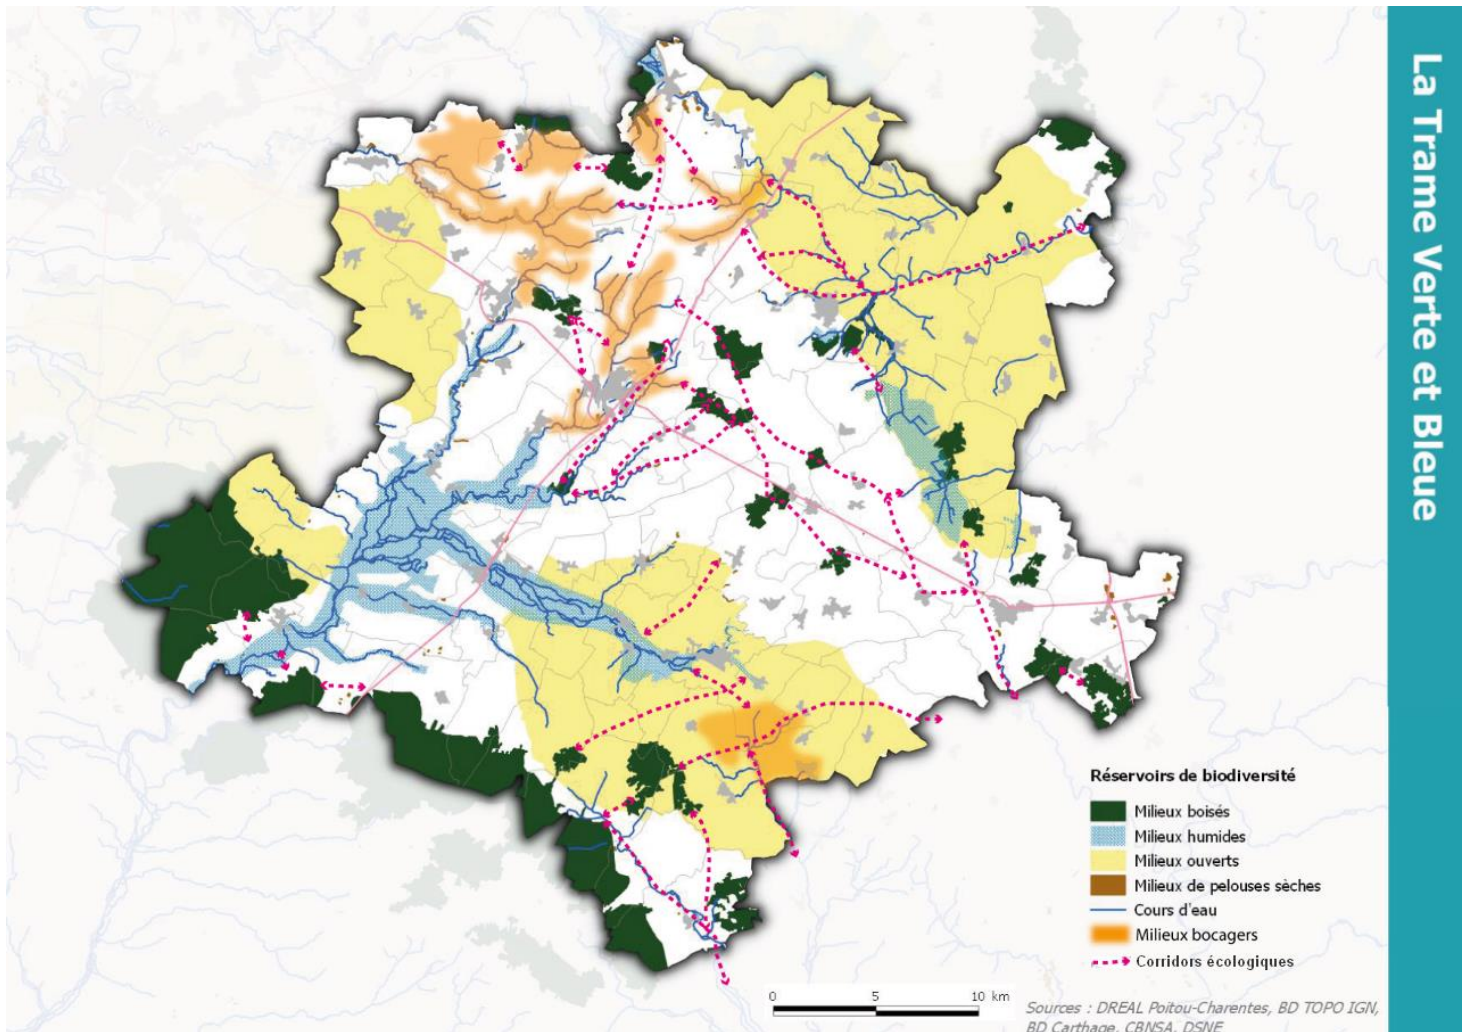 La Trame Verte et Bleue
Réservoirs de biodiversité
Milieux boisés
Milieux humides
Milieux ouverts
Milieux de pelouses sèches
Cours d'eau
Milieux bocagers
Corridors écologiques
0 5 10 km
Sources : DREAL Poitou-Charentes, BD TOPO IGN,
BD Carthage, CBNSA, DSNE